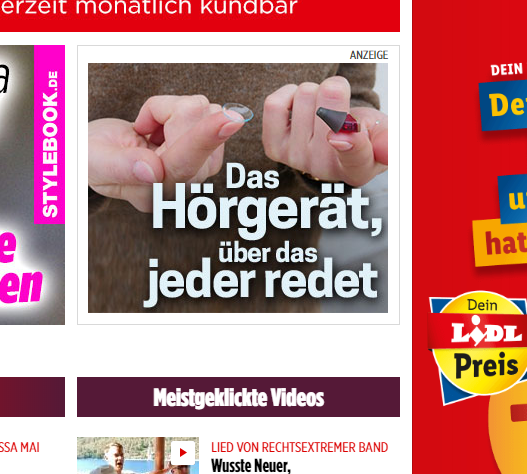 erzeit monatlich kündbar
ANZEIGE
a
STYLEBOOK.DE
e
en
Das
Hörgerät,
über das
jeder redet
DEIN
De
u
hat
Dein
LIDL
Preis
Meistgeklickte Videos
SSA MAI
LIED VON RECHTSEXTREMER BAND
Wusste Neuer,